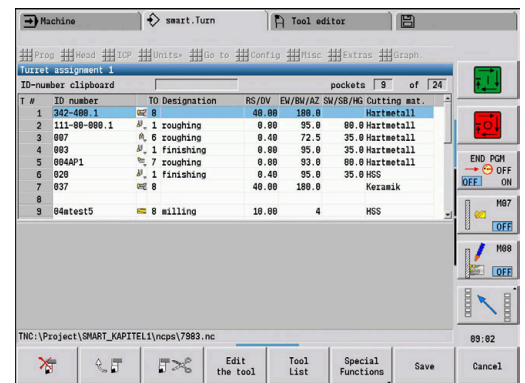 Machine smart.Turn Tool editor
Prog Head ICP Units» Go to Config Misc Extras Graph.
Turret assignment 1
ID-number clipboard pockets 9 of 24
T # ID number TO Designation RS/DV EW/BW/AZ SW/SB/HG Cutting mat.
1 342-400.1 8 40.00 180.0 Hartmetall
2 111-80-080.1 1 roughing 0.80 95.0 80.0 Hartmetall
3 007 6 roughing 0.40 72.5 35.0 Hartmetall
4 003 1 finishing 0.80 95.0 35.0 Hartmetall
5 004AP1 7 roughing 0.80 93.0 80.0 Hartmetall
6 020 1 finishing 0.40 95.0 35.0 HSS
7 037 8 40.00 180.0 Keramik
8
9 04mtest5 8 milling 10.00 4 HSS
END PGM
OFF
OFF ON
M07
OFF
M08
OFF
TNC:\Project\SMART_KAPITEL1\ncps\7983.nc
09:02
Edit the tool
Tool List
Special Functions
Save
Cancel